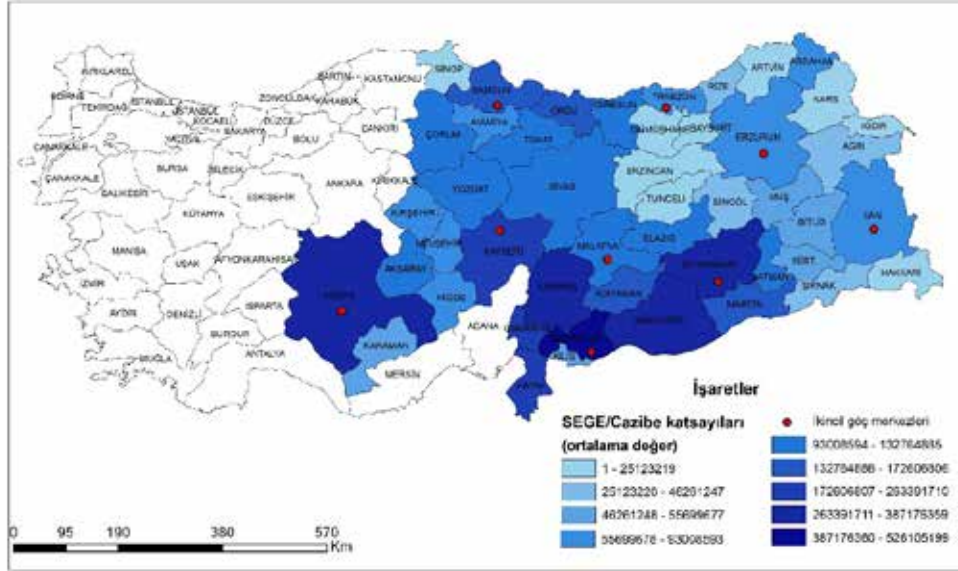 SİNOP
KASTAMONU
ARTVİN
ARDAHAN
BARTIN
KIRKLARELİ
SAMSUN
TRABZON
RİZE
ZONGULDAK
KARABÜK
KARS
EDİRNE
TEKİRDAĞ
İSTANBUL
İSTANBUL
KOCAELİ
DÜZCE
ORDU
GİRESUN
AMASYA
SAKARYA
BOLU
ÇANKIRI
ÇORUM
TOKAT
GÜMÜŞHANE
BAYBURT
ERZURUM
IĞDIR
YALOVA
ÇANAKKALE
AĞRI
ÇANAKKALE
BURSA
BİLECİK
ANKARA
KIRIKKALE
ERZİNCAN
BALIKESİR
ESKİŞEHİR
YOZGAT
SİVAS
TUNCELİ
KÜTAHYA
KIRŞEHİR
BİNGÖL
MUŞ
VAN
MANİSA
UŞAK
AFYONKARAHİSAR
NEVŞEHİR
KAYSERİ
MALATYA
ELAZIĞ
BİTLİS
İZMİR
AKSARAY
DİYARBAKIR
BATMAN
SİİRT
HAKKARİ
AYDIN
DENİZLİ
ISPARTA
KONYA
NİĞDE
ADIYAMAN
ŞIRNAK
MARDİN
BURDUR
ADANA
MUĞLA
ANTALYA
KARAMAN
MERSİN
KİLİS
HATAY
İşaretler
SEGE/Cazibe katsayıları
(ortalama değer)
İkincil göç merkezleri
1 - 25123219
25123220 - 46261247
46261248 - 55699677
55699678 - 93008593
93008594 - 132764885
132764886 - 172606806
172606807 - 263391710
263391711 - 387176359
387176360 - 526105199
0 95 190 380 570
Km